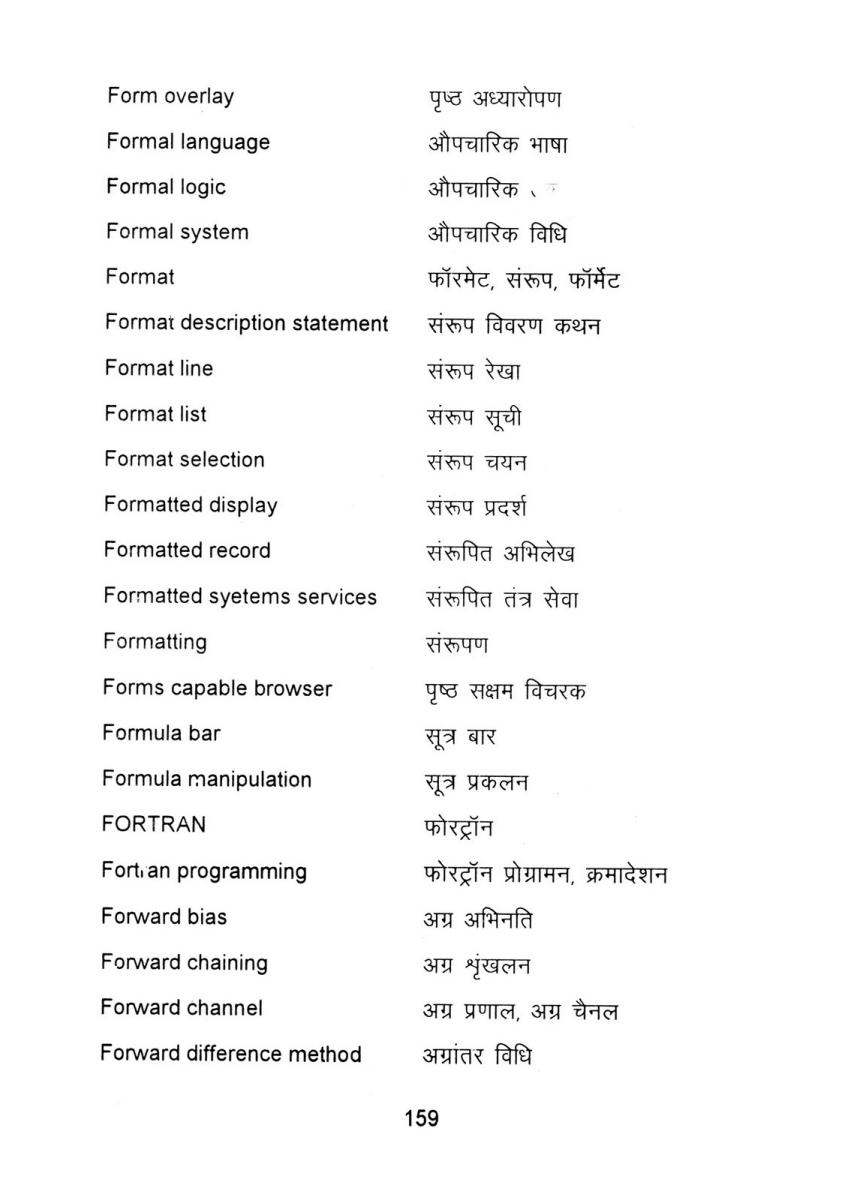 Form overlay पृष्ठ अध्यारोपण
Formal language औपचारिक भाषा
Formal logic औपचारिक
Formal system औपचारिक विधि
Format फॉरमेट, संरूप, फॉर्मेट
Format description statement संरूप विवरण कथन
Format line संरूप रेखा
Format list संरूप सूची
Format selection संरूप चयन
Formatted display संरूप प्रदर्श
Formatted record संरूपित अभिलेख
Formatted syetems services संरूपित तंत्र सेवा
Formatting संरूपण
Forms capable browser पृष्ठ सक्षम विचरक
Formula bar सूत्र बार
Formula manipulation सूत्र प्रकलन
FORTRAN फोरट्रॉन
Fortran programming फोरट्रॉन प्रोग्रामन, क्रमादेशन
Forward bias अग्र अभिनति
Forward chaining अग्र शृंखलन
Forward channel अग्र प्रणाल, अग्र चैनल
Forward difference method अग्रांतर विधि
159